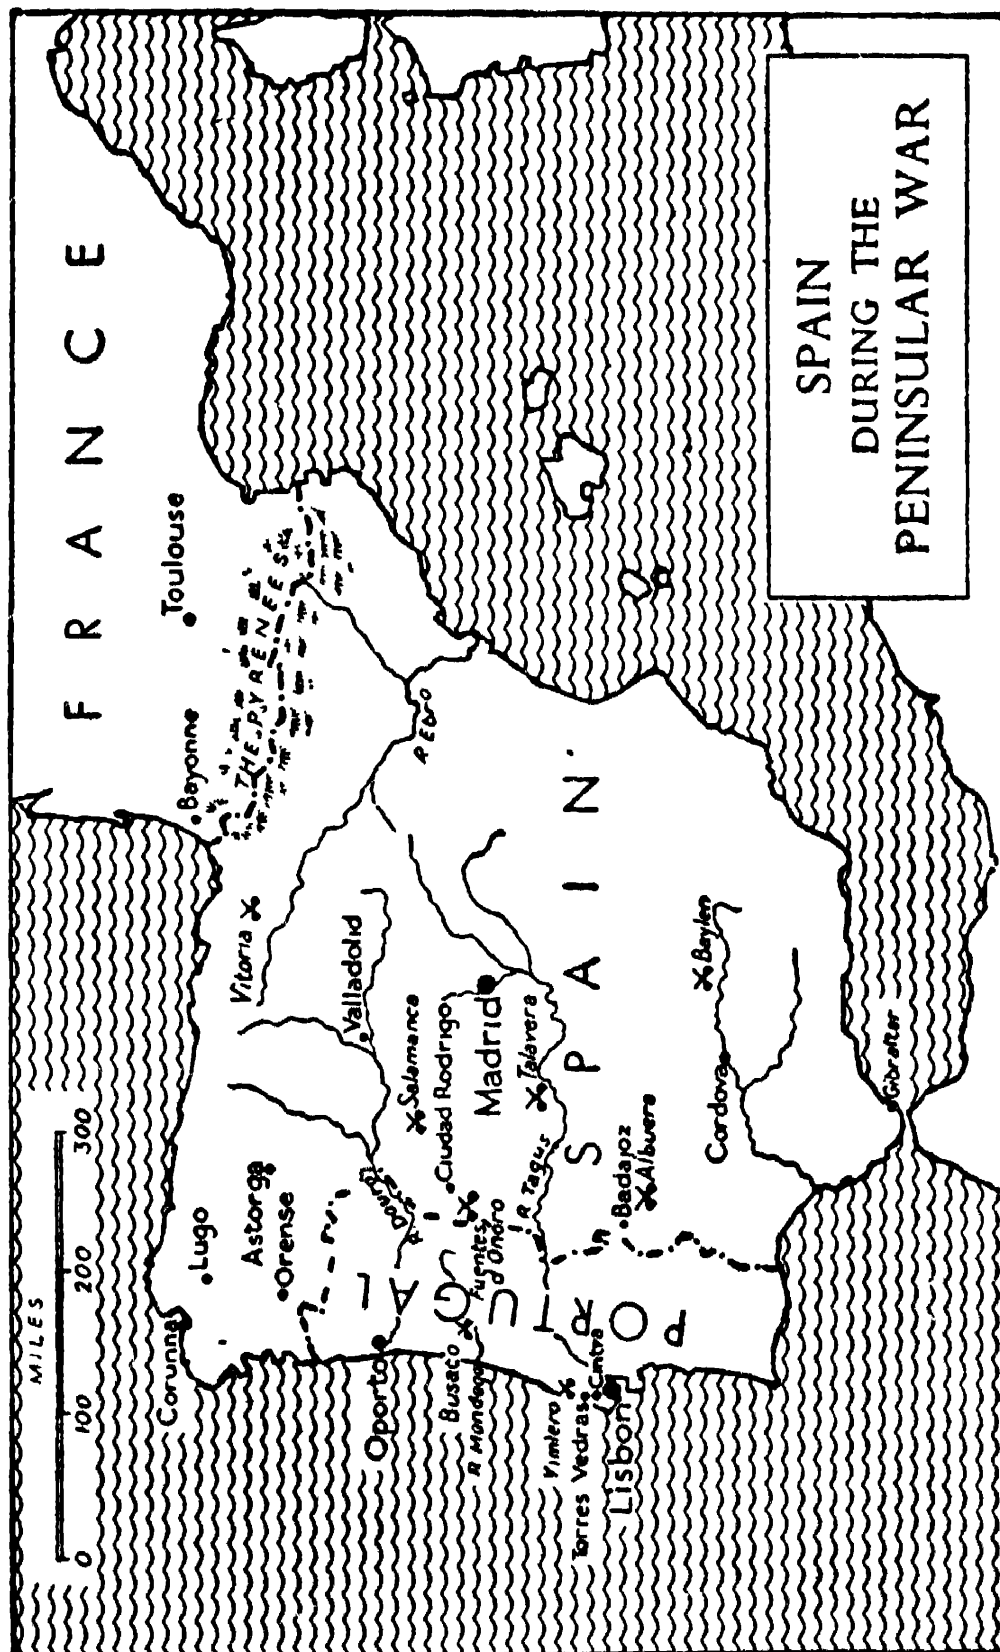 SPAIN
DURING THE
PENINSULAR WAR
MILES
0 100 200 300
FRANCE
Toulouse
Bayonne
THE PYRENEES
R EBRO
Vitoria
Valladolid
Corunna
Lugo
Astorga
Orense
R Douro
Oporto
Salamanca
Ciudad Rodrigo
Madrid
Talavera
Busaco
R Mondego
Fuentes
d'Onoro
R Tagus
Vimiero
Torres Vedras
Cintra
Lisbon
PORTUGAL
SPAIN
Badajoz
Albuera
Baylen
Cordova
Gibralter